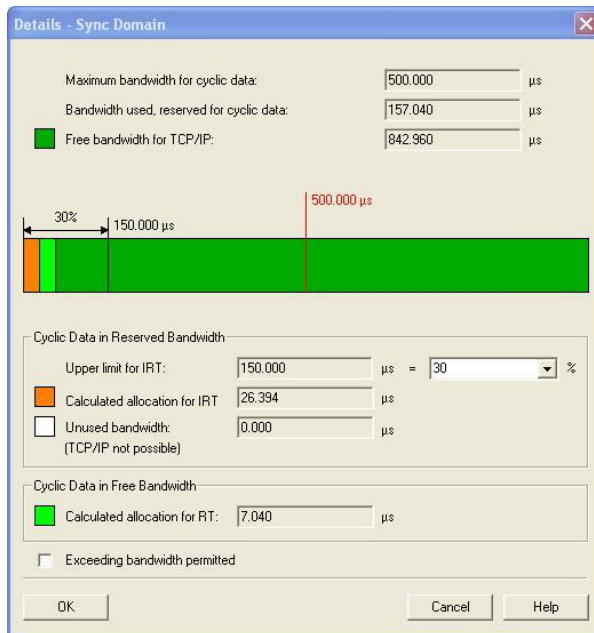 Details - Sync Domain
Maximum bandwidth for cyclic data: 500.000 µs
Bandwidth used, reserved for cyclic data: 157.040 µs
Free bandwidth for TCP/IP: 842.960 µs
500.000 µs
30% 150.000 µs
Cyclic Data in Reserved Bandwidth
Upper limit for IRT: 150.000 µs = 30 %
Calculated allocation for IRT 26.394 µs
Unused bandwidth: 0.000 µs
(TCP/IP not possible)
Cyclic Data in Free Bandwidth
Calculated allocation for RT: 7.040 µs
Exceeding bandwidth permitted
OK Cancel Help